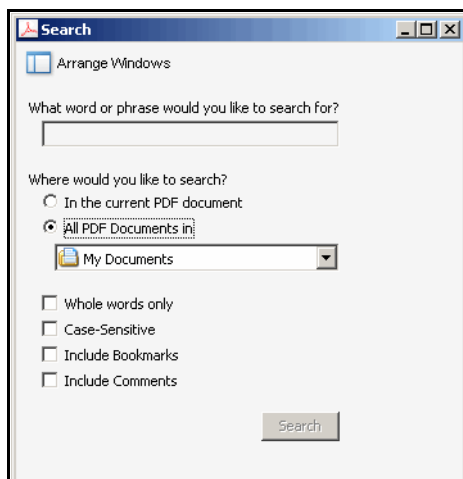 Search
Arrange Windows
What word or phrase would you like to search for?
Where would you like to search?
In the current PDF document
All PDF Documents in
My Documents
Whole words only
Case-Sensitive
Include Bookmarks
Include Comments
Search